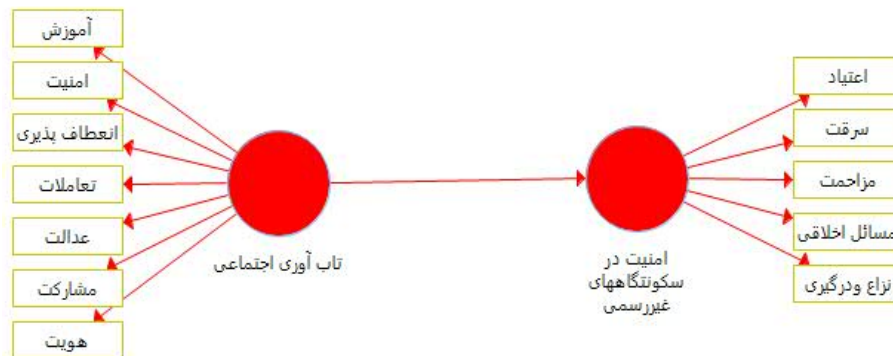 آموزش
امنیت
انعطاف پذیری
تعاملات
عدالت
مشارکت
هویت
تاب آوری اجتماعی
امنیت در
سکونتگاههای
غیررسمی
اعتیاد
سرقت
مزاحمت
مسائل اخلاقی
نزاع ودرگیری